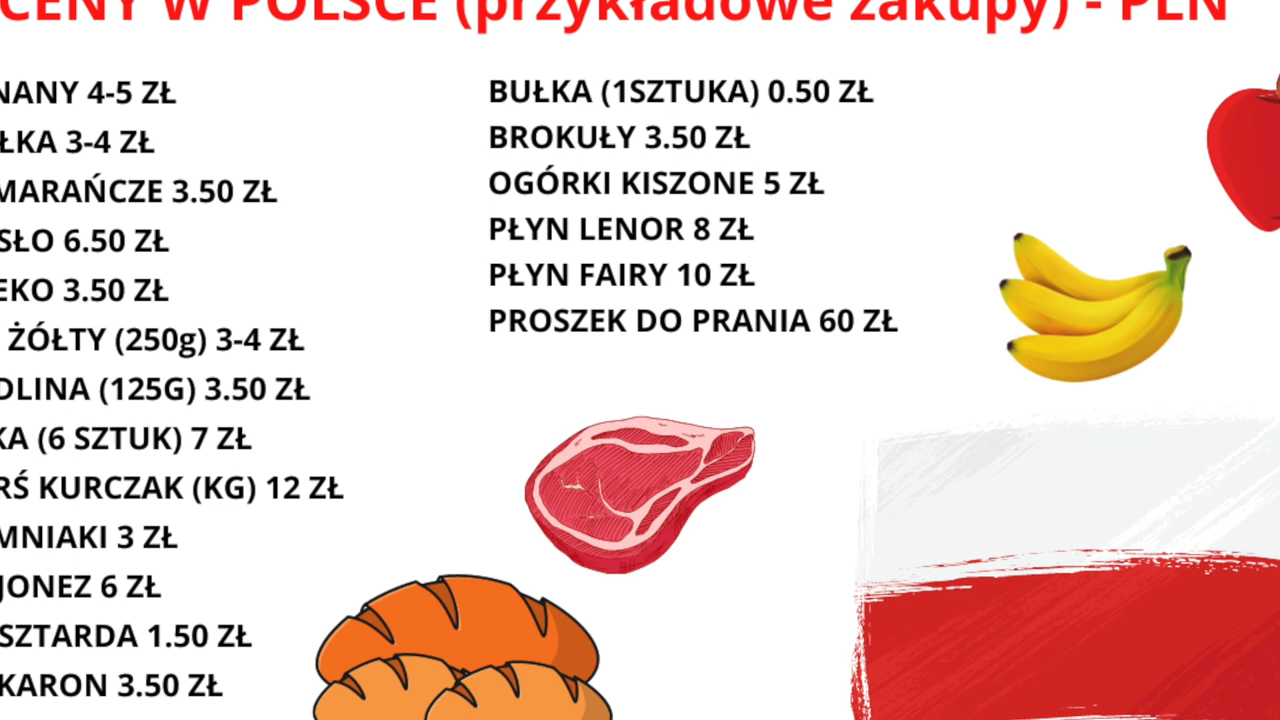 CENY W POLSCE (przykładowe zakupy) - PLN
NANY 4-5 ZŁ
ŁKA 3-4 ZŁ
MARAŃCZE 3.50 ZŁ
SŁO 6.50 ZŁ
EKO 3.50 ZŁ
ŻÓŁTY (250g) 3-4 ZŁ
DLINA (125G) 3.50 ZŁ
KA (6 SZTUK) 7 ZŁ
RŚ KURCZAK (KG) 12 ZŁ
MNIAKI 3 ZŁ
JONEZ 6 ZŁ
SZTARDA 1.50 ZŁ
KARON 3.50 ZŁ
BUŁKA (1SZTUKA) 0.50 ZŁ
BROKUŁY 3.50 ZŁ
OGÓRKI KISZONE 5 ZŁ
PŁYN LENOR 8 ZŁ
PŁYN FAIRY 10 ZŁ
PROSZEK DO PRANIA 60 ZŁ